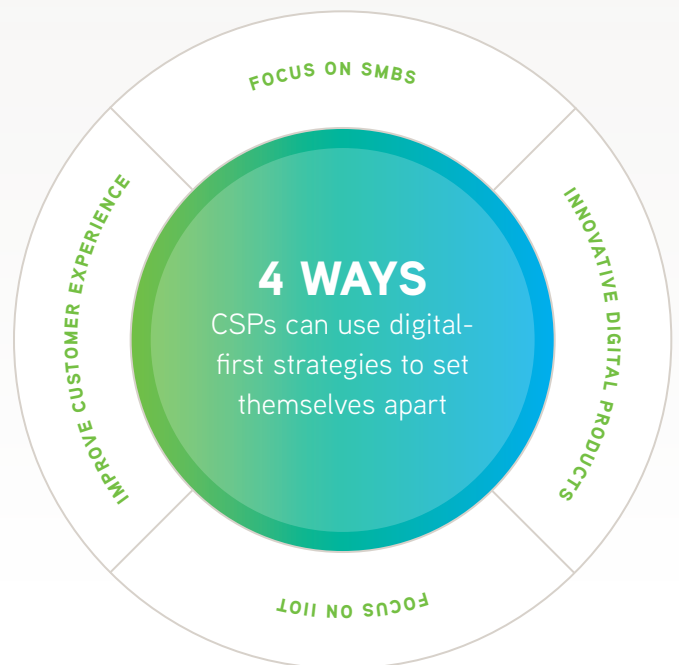 FOCUS ON SMBS
INNOVATIVE DIGITAL PRODUCTS
FOCUS ON IIOT
IMPROVE CUSTOMER EXPERIENCE
4 WAYS
CSPs can use digital-
first strategies to set
themselves apart